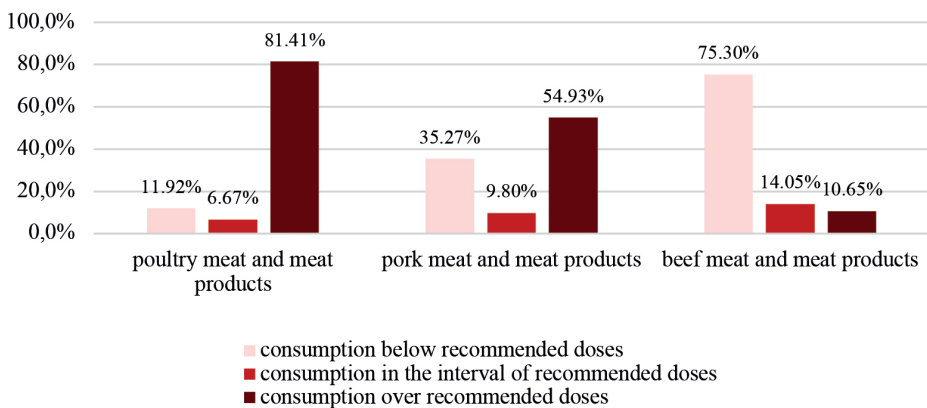 100,0%
80,0%
60,0%
40,0%
20,0%
0,0%
11.92%
6.67%
81.41%
35.27%
9.80%
54.93%
75.30%
14.05%
10.65%
poultry meat and meat
products
pork meat and meat products
beef meat and meat products
consumption below recommended doses
consumption in the interval of recommended doses
consumption over recommended doses